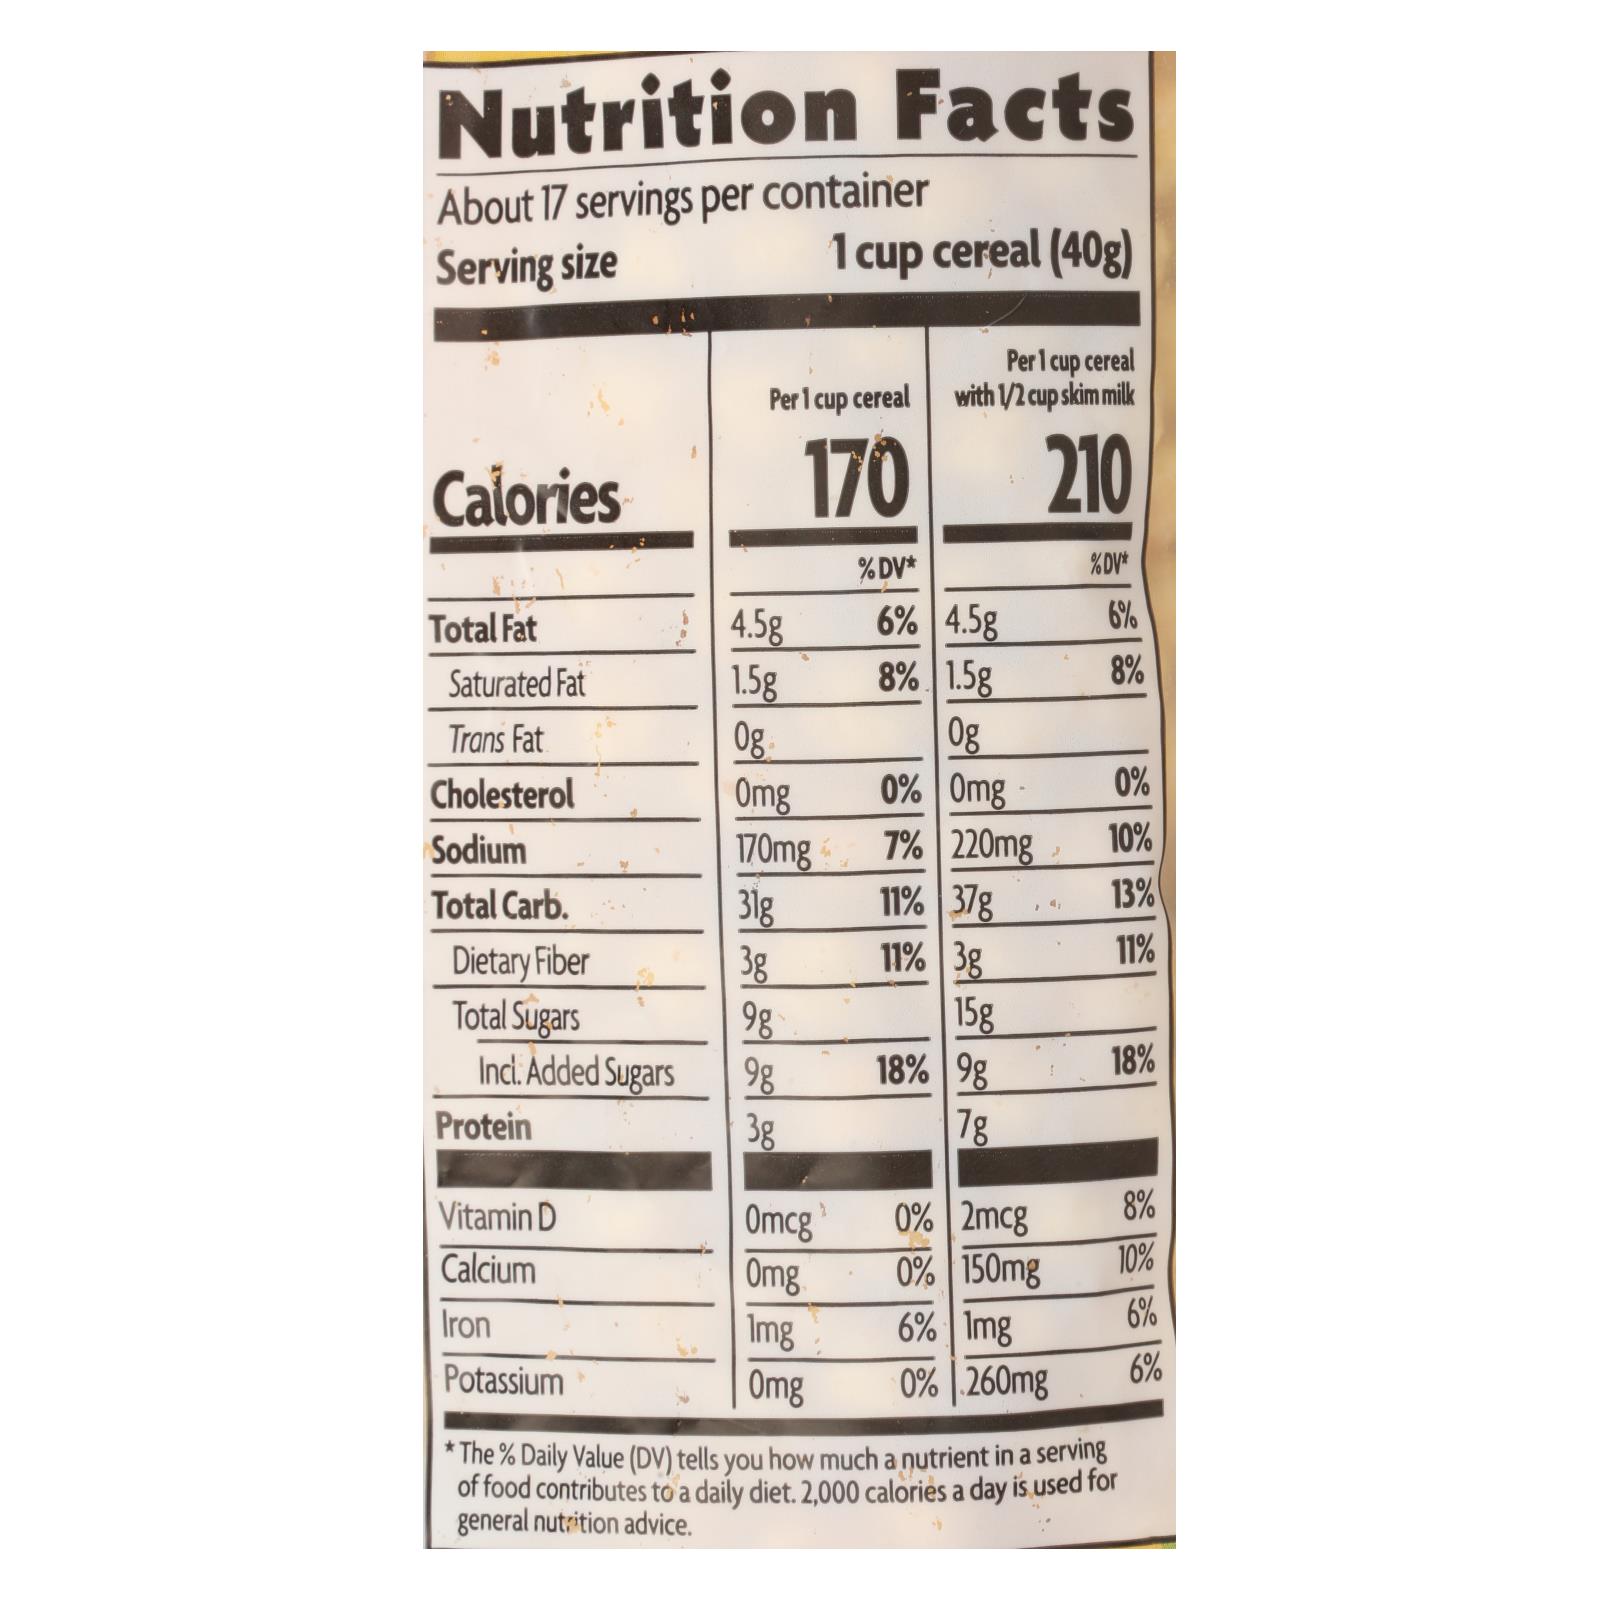 Nutrition Facts
About 17 servings per container
Serving size 1 cup cereal (40g)
Per 1 cup cereal
Per 1 cup cereal
with 1/2 cup skim milk
Calories 170 210
% DV* % DV*
Total Fat 4.5g 6% 4.5g 6%
Saturated Fat 1.5g 8% 1.5g 8%
Trans Fat 0g 0g
Cholesterol 0mg 0% 0mg 0%
Sodium 170mg 7% 220mg 10%
Total Carb. 31g 11% 37g 13%
Dietary Fiber 3g 11% 3g 11%
Total Sugars 9g 15g
Incl. Added Sugars 9g 18% 9g 18%
Protein 3g 7g
Vitamin D 0mcg 0% 2mcg 8%
Calcium 0mg 0% 150mg 10%
Iron 1mg 6% 1mg 6%
Potassium 0mg 0% 260mg 6%
* The % Daily Value (DV) tells you how much a nutrient in a serving
of food contributes to a daily diet. 2,000 calories a day is used for
general nutrition advice.